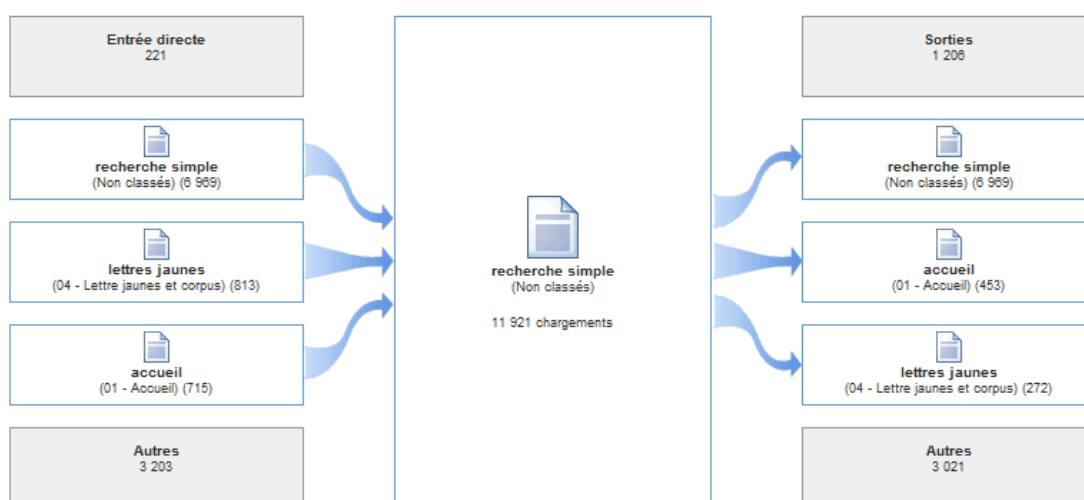 Entrée directe
221
recherche simple
(Non classés) (6 969)
lettres jaunes
(04 - Lettre jaunes et corpus) (813)
accueil
(01 - Accueil) (715)
Autres
3 203
recherche simple
(Non classés)
11 921 chargements
Sorties
1 206
recherche simple
(Non classés) (6 969)
accueil
(01 - Accueil) (453)
lettres jaunes
(04 - Lettre jaunes et corpus) (272)
Autres
3 021